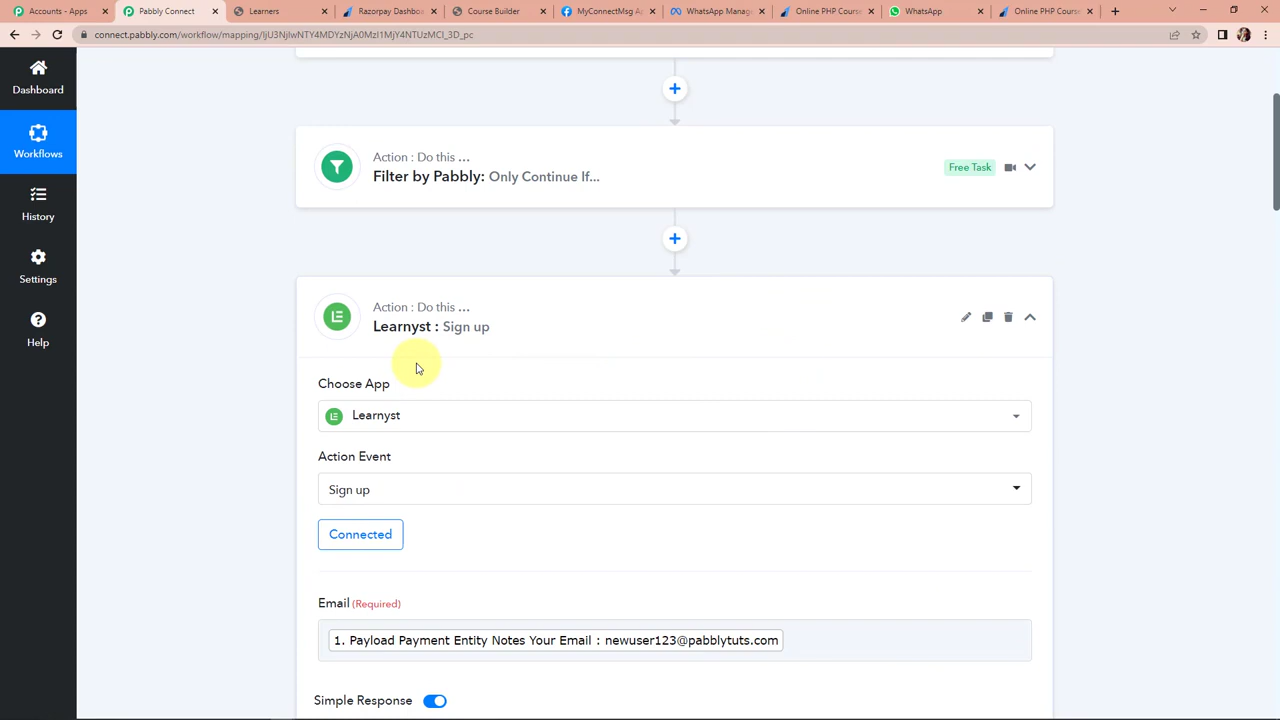 Accounts - Apps
Pabbly Connect
Learners
Razorpay Dashbo
Course Builder
MyConnectMsg A
WhatsApp Manag
Online PHP Cours
WhatsApp
Online PHP Cours
connect.pabbly.com/workflow/mapping/
Dashboard
Workflows
History
Settings
Help
Action : Do this ...
Filter by Pabbly: Only Continue If...
Free Task
Action : Do this ...
Learnyst : Sign up
Choose App
Learnyst
Action Event
Sign up
Connected
Email (Required)
1. Payload Payment Entity Notes Your Email : newuser123@pabblytuts.com
Simple Response